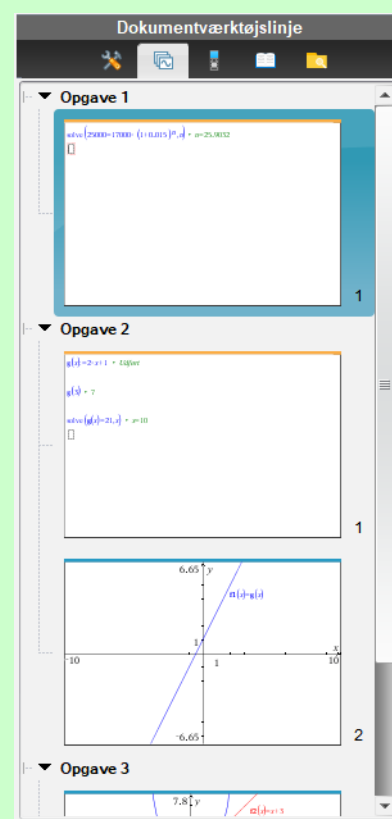 Dokumentværktøjslinje
Opgave 1
solve(25000=17000·(1+0.015)ⁿ,n) ▸ n=25.9032
1
Opgave 2
g(x)=2·x+1 ▸ Udført
g(3) ▸ 7
solve(g(x)=21,x) ▸ x=10
1
6.65 y
f1(x)=g(x)
1
x
-10 1 10
-6.65
2
Opgave 3
7.8 y
f2(x)=x+3